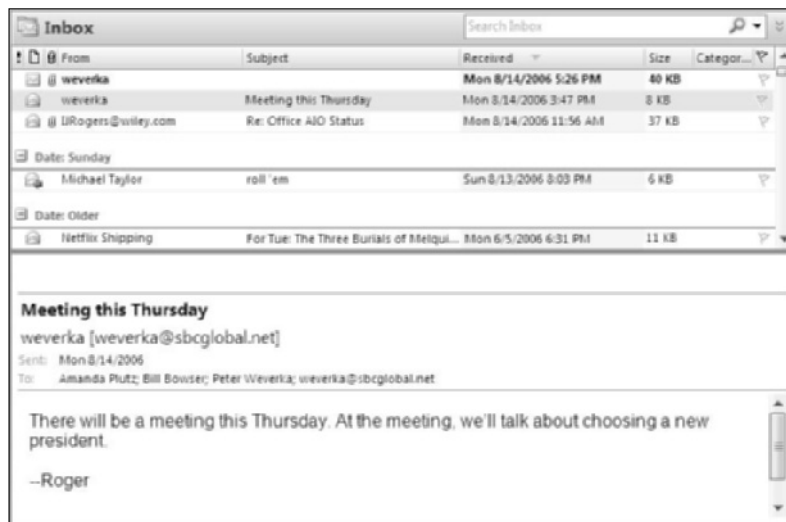 Inbox Search Inbox
! From Subject Received Size Categor...
weverka Mon 8/14/2006 5:26 PM 40 KB
weverka Meeting this Thursday Mon 8/14/2006 3:47 PM 8 KB
IJRogers@wiley.com Re: Office AIO Status Mon 8/14/2006 11:56 AM 37 KB
Date: Sunday
Michael Taylor roll 'em Sun 8/13/2006 8:03 PM 6 KB
Date: Older
Netflix Shipping For Tue: The Three Burials of Melqui... Mon 6/5/2006 6:31 PM 11 KB
Meeting this Thursday
weverka [weverka@sbcglobal.net]
Sent: Mon 8/14/2006
To: Amanda Plutz; Bill Bowser; Peter Weverka; weverka@sbcglobal.net
There will be a meeting this Thursday. At the meeting, we'll talk about choosing a new
president.
--Roger